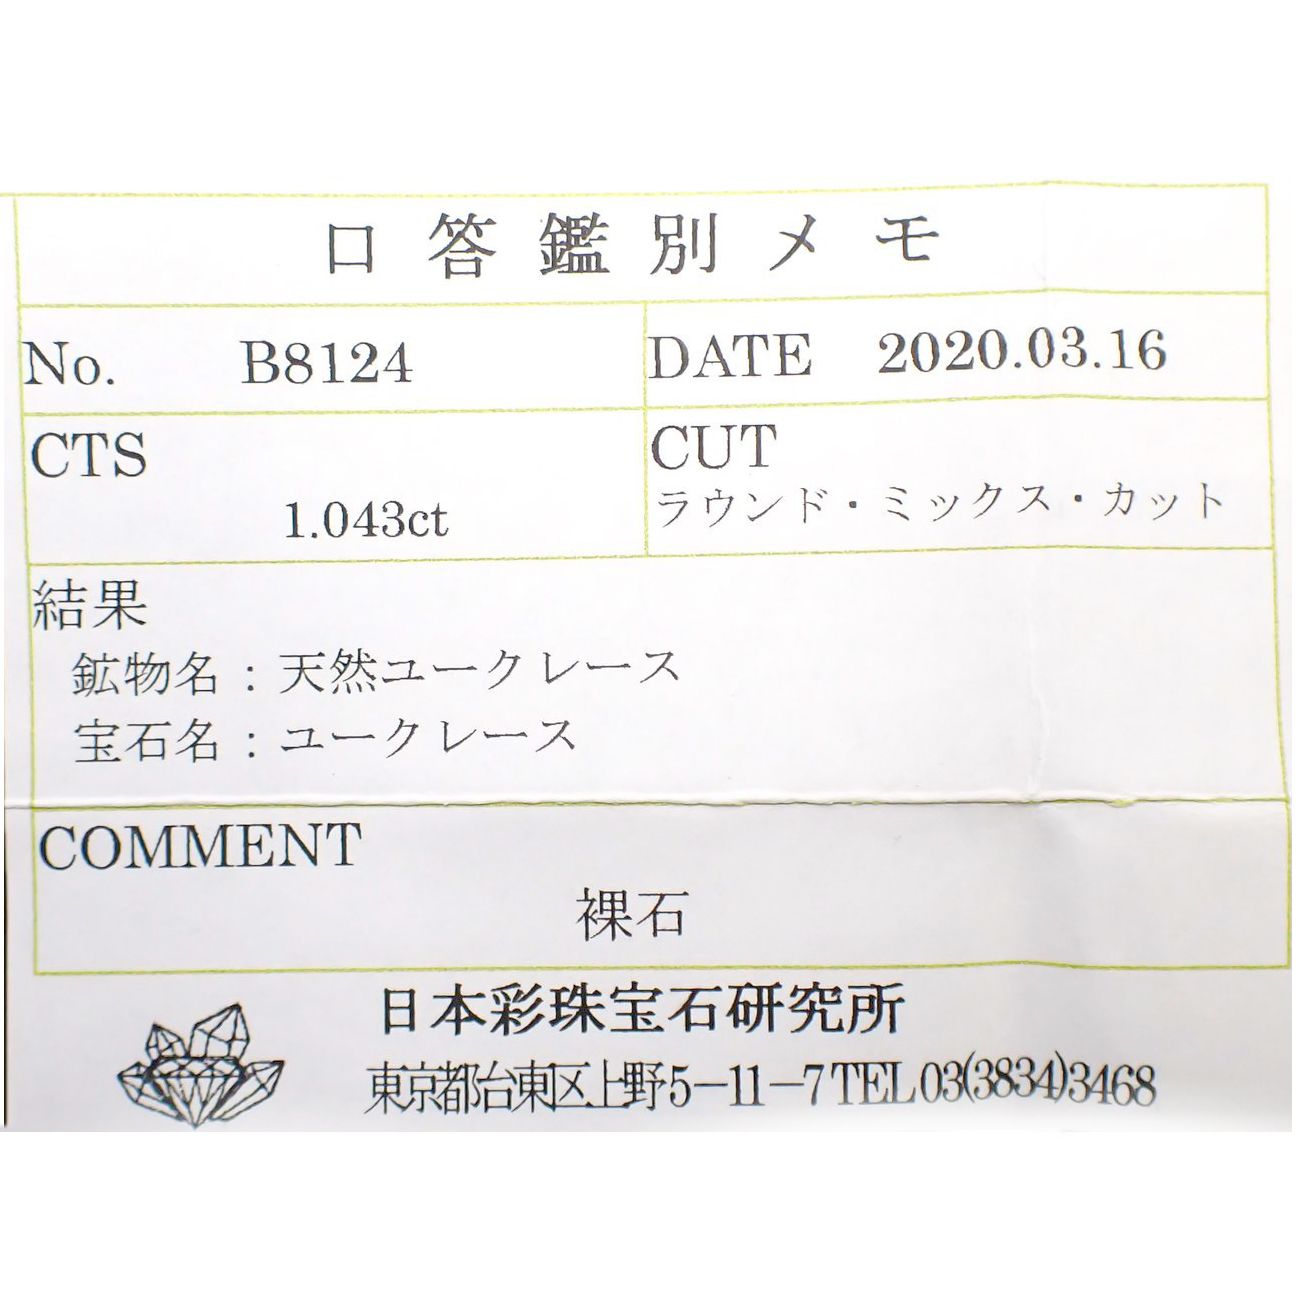 口答鑑別メモ
No. B8124
DATE 2020.03.16
CTS
1.043ct
CUT
ラウンド・ミックス・カット
結果
鉱物名：天然ユークレース
宝石名：ユークレース
COMMENT
裸石
日本彩珠宝石研究所
東京都台東区上野5－11－7 TEL 03(3834)3468